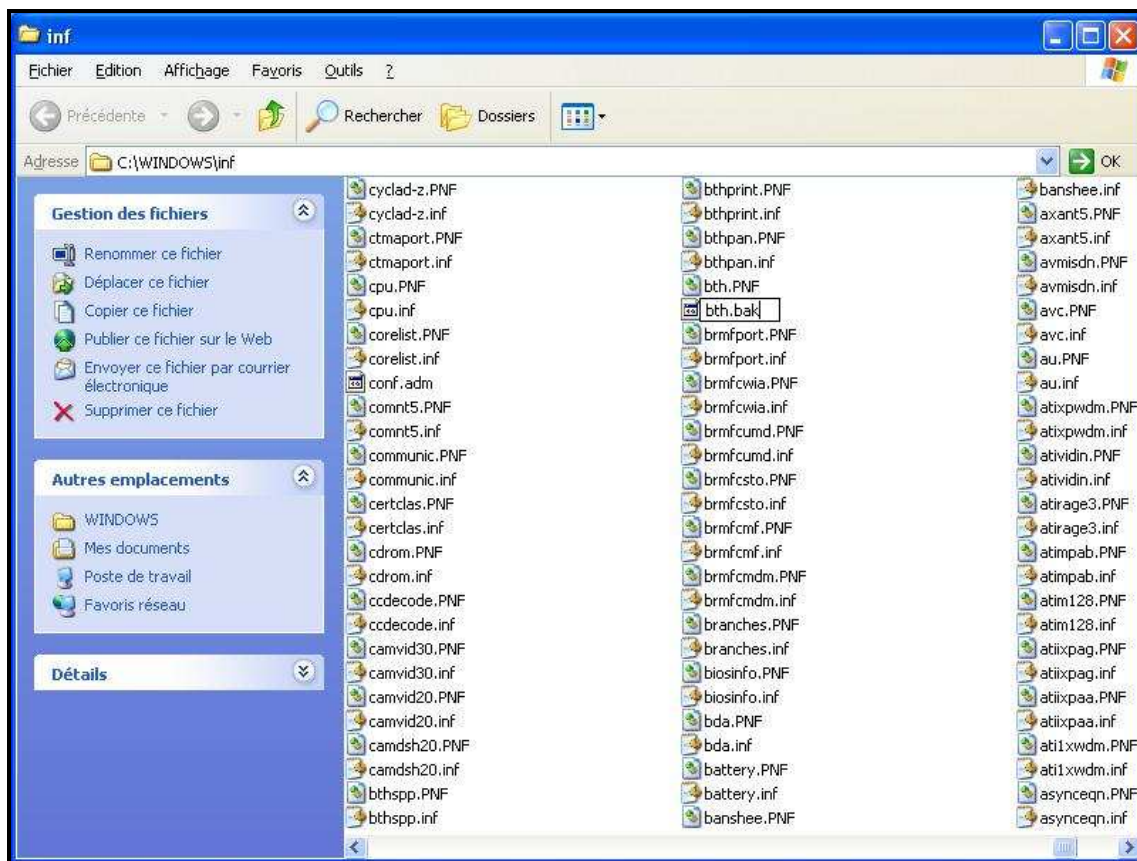 inf
Fichier Edition Affichage Favoris Outils ?
Précédente Rechercher Dossiers
Adresse C:\WINDOWS\inf OK
Gestion des fichiers
Renommer ce fichier
Déplacer ce fichier
Copier ce fichier
Publier ce fichier sur le Web
Envoyer ce fichier par courrier
électronique
Supprimer ce fichier
Autres emplacements
WINDOWS
Mes documents
Poste de travail
Favoris réseau
Détails
cyclad-z.PNF
cyclad-z.inf
ctmaport.PNF
ctmaport.inf
cpu.PNF
cpu.inf
corelist.PNF
corelist.inf
conf.adm
comnt5.PNF
comnt5.inf
communic.PNF
communic.inf
certclas.PNF
certclas.inf
cdrom.PNF
cdrom.inf
ccdecode.PNF
ccdecode.inf
camvid30.PNF
camvid30.inf
camvid20.PNF
camvid20.inf
camdsh20.PNF
camdsh20.inf
bthspp.PNF
bthspp.inf
bthprint.PNF
bthprint.inf
bthpan.PNF
bthpan.inf
bth.PNF
bth.bak
brmfport.PNF
brmfport.inf
brmfcwia.PNF
brmfcwia.inf
brmfcumd.PNF
brmfcumd.inf
brmfcsto.PNF
brmfcsto.inf
brmfcmf.PNF
brmfcmf.inf
brmfcmdm.PNF
brmfcmdm.inf
branches.PNF
branches.inf
biosinfo.PNF
biosinfo.inf
bda.PNF
bda.inf
battery.PNF
battery.inf
banshee.PNF
banshee.inf
axant5.PNF
axant5.inf
avmisdn.PNF
avmisdn.inf
avc.PNF
avc.inf
au.PNF
au.inf
atixpwdm.PNF
atixpwdm.inf
atividin.PNF
atividin.inf
atirage3.PNF
atirage3.inf
atimpab.PNF
atimpab.inf
atim128.PNF
atim128.inf
atiixpag.PNF
atiixpag.inf
atiixpaa.PNF
atiixpaa.inf
ati1xwdm.PNF
ati1xwdm.inf
asynceqn.PNF
asynceqn.inf